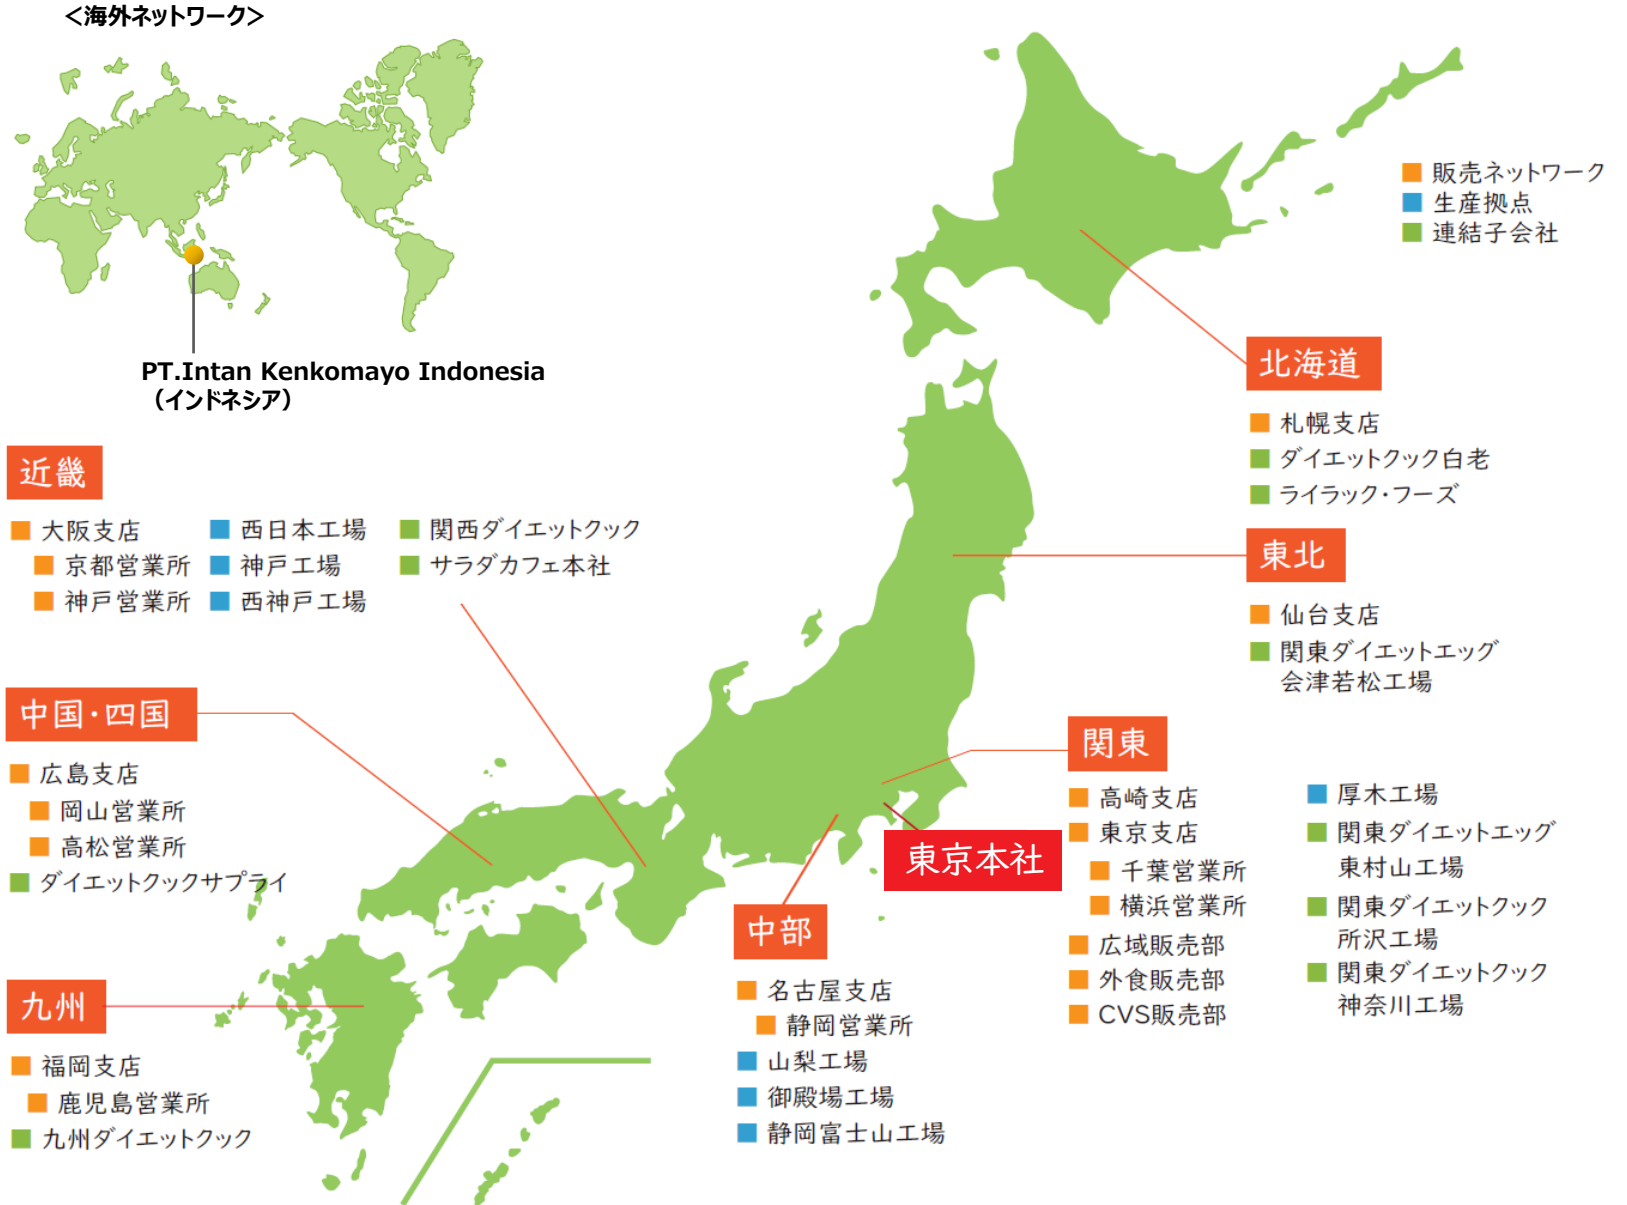 ＜海外ネットワーク＞
PT.Intan Kenkomayo Indonesia
（インドネシア）
販売ネットワーク
生産拠点
連結子会社
北海道
札幌支店
ダイエットクック白老
ライラック・フーズ
東北
仙台支店
関東ダイエットエッグ
会津若松工場
近畿
大阪支店
京都営業所
神戸営業所
西日本工場
神戸工場
西神戸工場
関西ダイエットクック
サラダカフェ本社
中国・四国
広島支店
岡山営業所
高松営業所
ダイエットクックサプライ
関東
高崎支店
東京支店
千葉営業所
横浜営業所
広域販売部
外食販売部
CVS販売部
厚木工場
関東ダイエットエッグ
東村山工場
関東ダイエットクック
所沢工場
関東ダイエットクック
神奈川工場
東京本社
中部
名古屋支店
静岡営業所
山梨工場
御殿場工場
静岡富士山工場
九州
福岡支店
鹿児島営業所
九州ダイエットクック